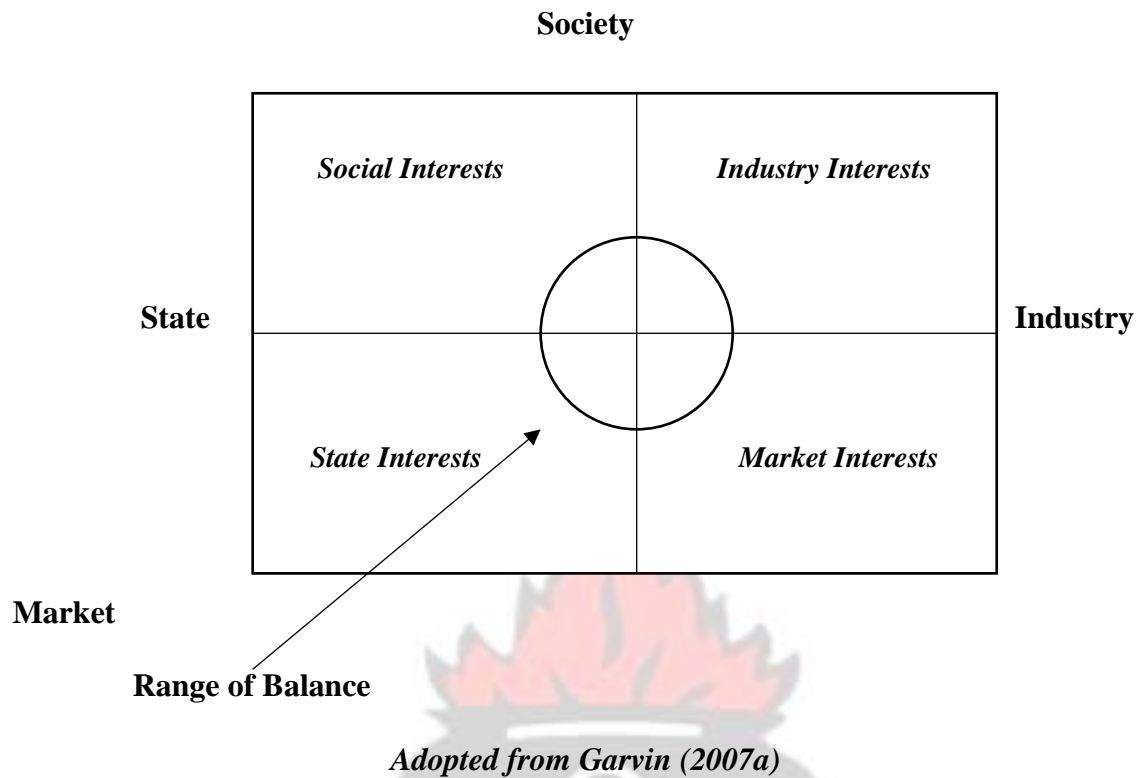 Society
Social Interests Industry Interests
State Industry
State Interests Market Interests
Market
Range of Balance
Adopted from Garvin (2007a)